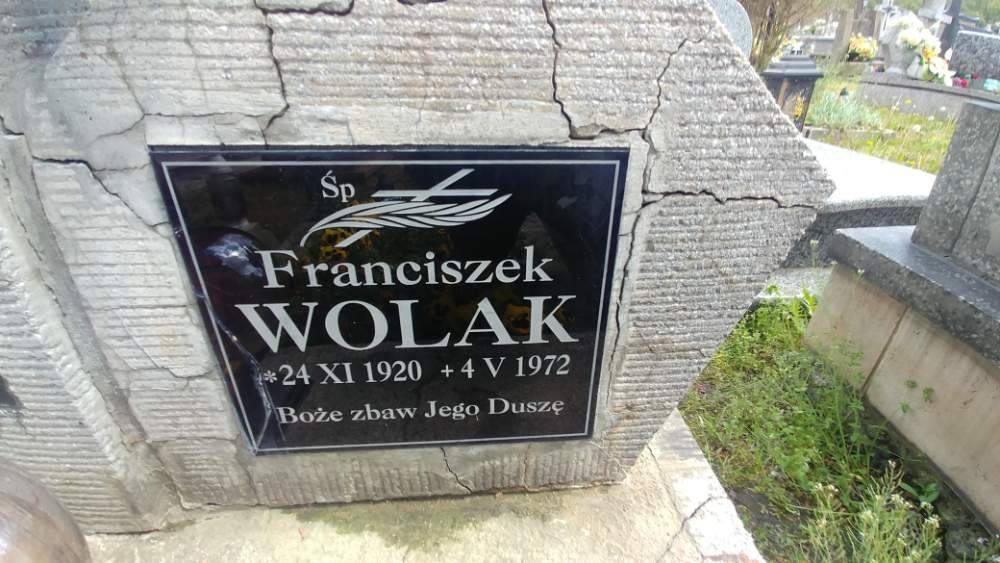 Śp
Franciszek
WOLAK
*24 XI 1920 +4 V 1972
Boże zbaw Jego Duszę